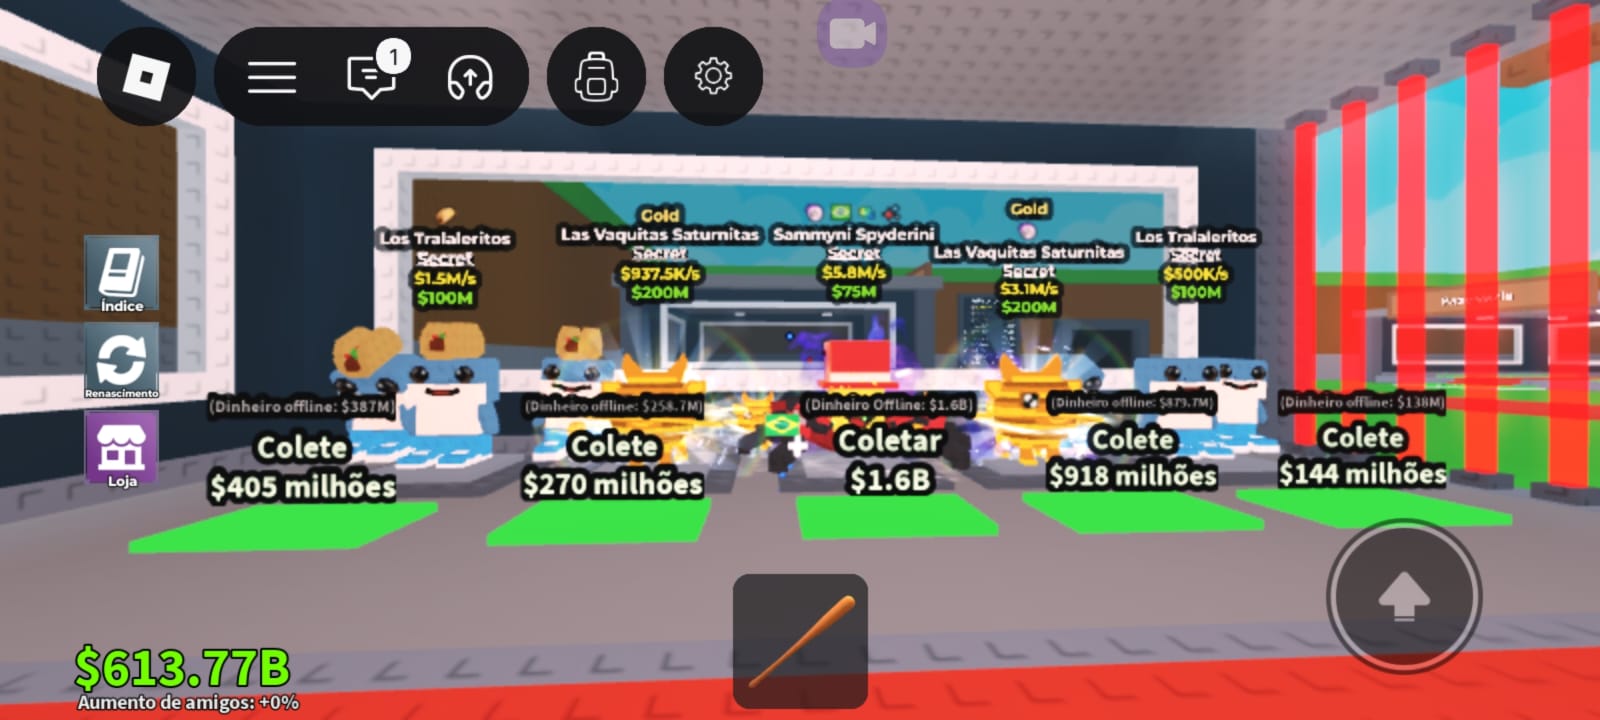 1
Gold
Gold
Los Tralaleritos
Secret
$1.5M/s
$100M
Las Vaquitas Saturnitas
Secret
$937.5K/s
$200M
Sammyni Spyderini
Secret
$5.8M/s
$75M
Las Vaquitas Saturnitas
Secret
$3.1M/s
$200M
Los Tralaleritos
Secret
$500K/s
$100M
Índice
Renascimento
Loja
(Dinheiro offline: $387M)
Colete
$405 milhões
(Dinheiro offline: $258.7M)
Colete
$270 milhões
(Dinheiro Offline: $1.6B)
Coletar
$1.6B
(Dinheiro offline: $879.7M)
Colete
$918 milhões
(Dinheiro offline: $138M)
Colete
$144 milhões
$613.77B
Aumento de amigos: +0%